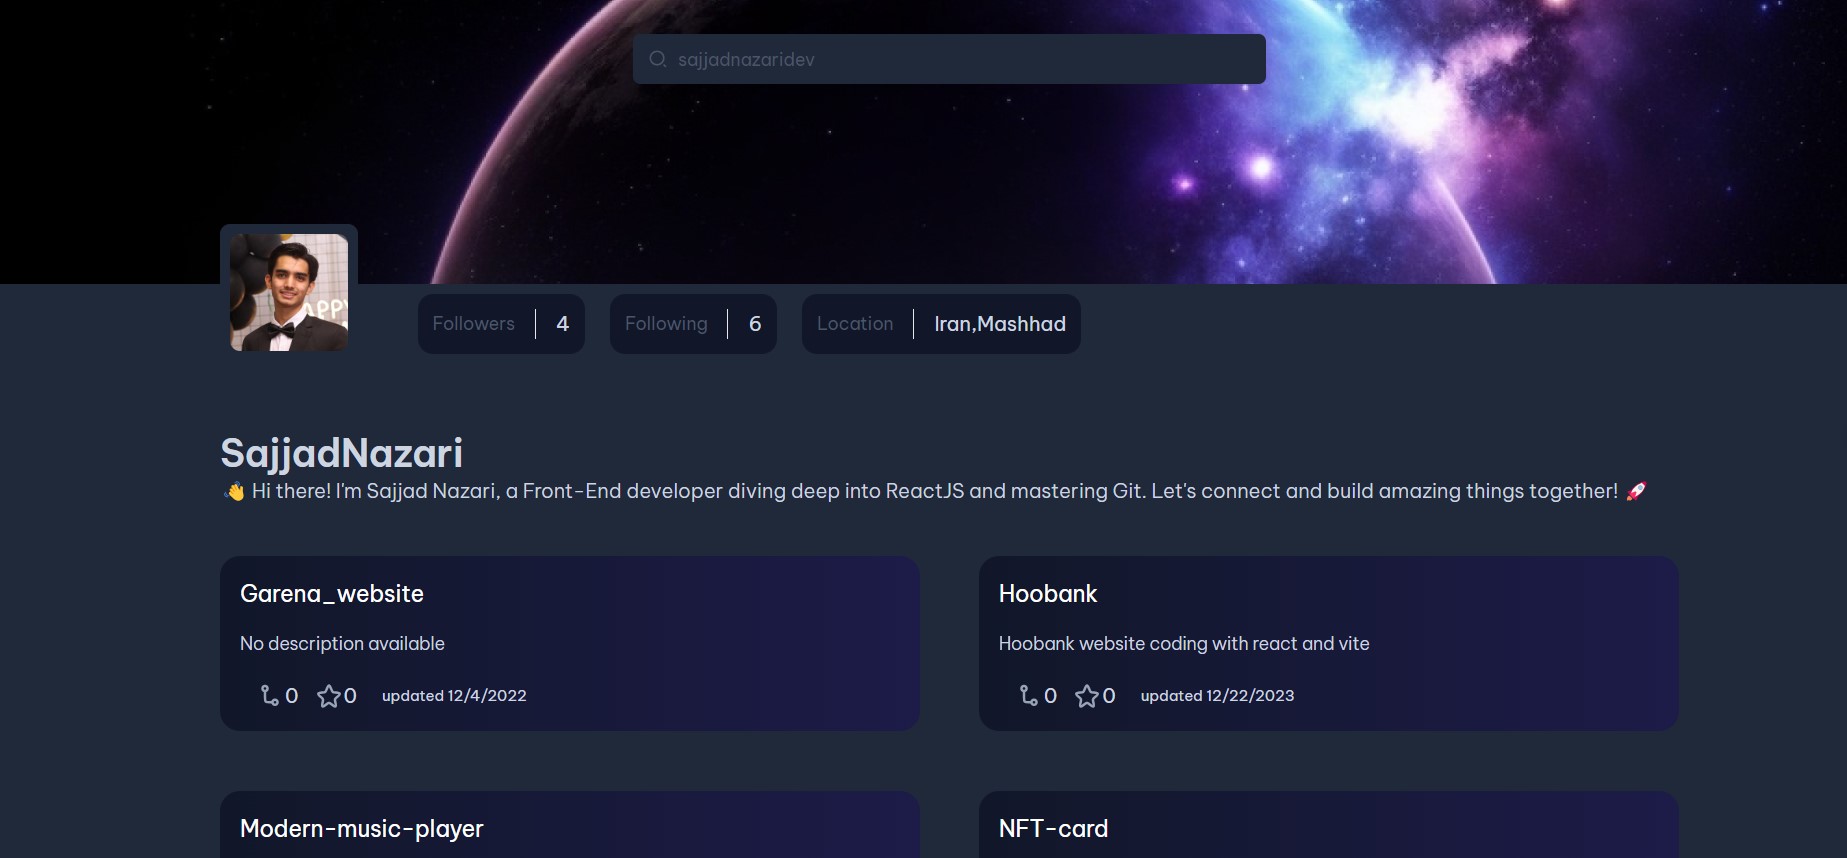 sajjadnazaridev
APPY
Followers 4 Following 6 Location Iran,Mashhad
SajjadNazari
👋 Hi there! I'm Sajjad Nazari, a Front-End developer diving deep into ReactJS and mastering Git. Let's connect and build amazing things together! 🚀
Garena_website
No description available
0 0 updated 12/4/2022
Hoobank
Hoobank website coding with react and vite
0 0 updated 12/22/2023
Modern-music-player
NFT-card